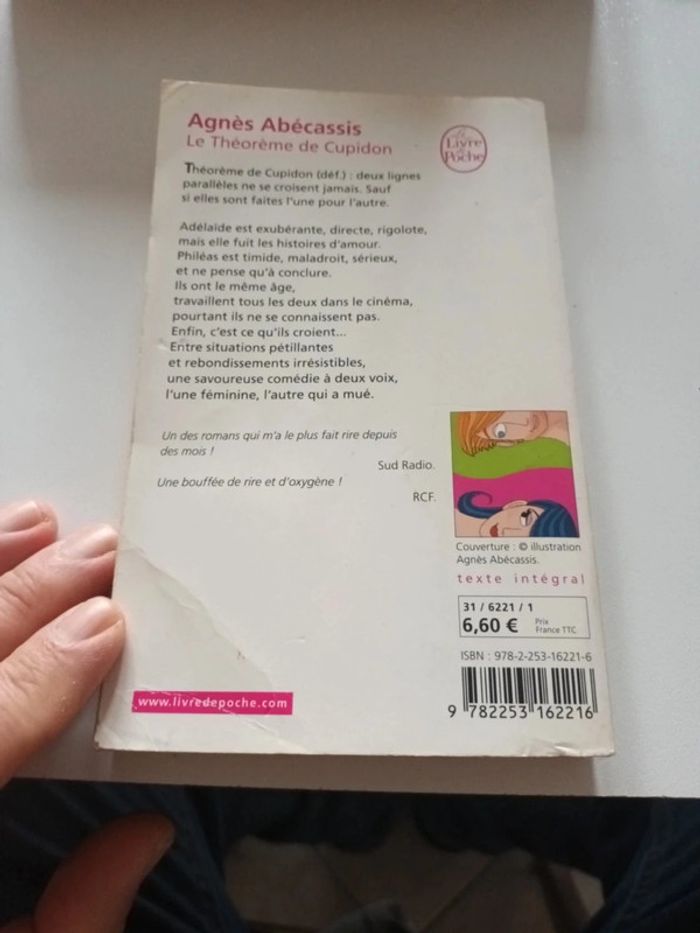 Agnès Abécassis
Le Théorème de Cupidon
Le
Livre
de
Poche
Théorème de Cupidon (déf.) : deux lignes
parallèles ne se croisent jamais. Sauf
si elles sont faites l'une pour l'autre.
Adélaïde est exubérante, directe, rigolote,
mais elle fuit les histoires d'amour.
Philéas est timide, maladroit, sérieux,
et ne pense qu'à conclure.
Ils ont le même âge,
travaillent tous les deux dans le cinéma,
pourtant ils ne se connaissent pas.
Enfin, c'est ce qu'ils croient...
Entre situations pétillantes
et rebondissements irrésistibles,
une savoureuse comédie à deux voix,
l'une féminine, l'autre qui a mué.
Un des romans qui m'a le plus fait rire depuis
des mois !
Sud Radio.
Une bouffée de rire et d'oxygène !
RCF.
Couverture : © illustration
Agnès Abécassis.
texte intégral
31 / 6221 / 1
6,60 € Prix
France TTC
ISBN : 978-2-253-16221-6
9 782253 162216
www.livredepoche.com